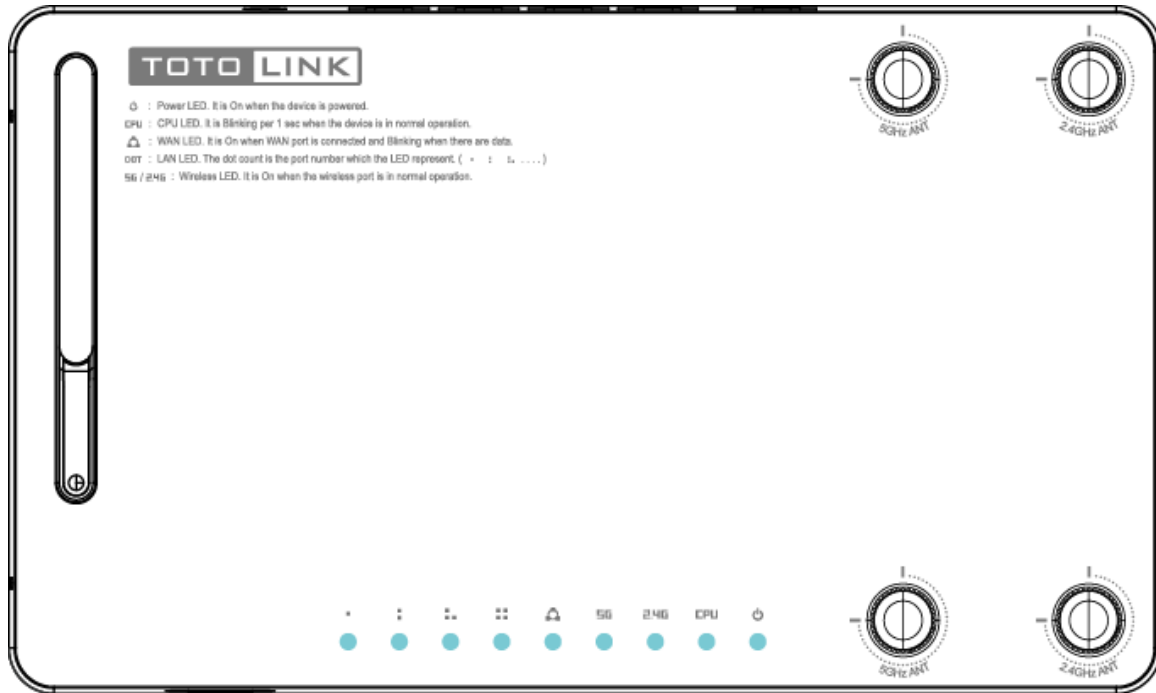 TOTO LINK
: Power LED. It is On when the device is powered.
CPU : CPU LED. It is Blinking per 1 sec when the device is in normal operation.
: WAN LED. It is On when WAN port is connected and Blinking when there are data.
DOT : LAN LED. The dot count is the port number which the LED represent. ( . : :. .... )
5G / 2.4G : Wireless LED. It is On when the wireless port is in normal operation.
5GHz ANT
2.4GHz ANT
5G 2.4G CPU
5GHz ANT
2.4GHz ANT